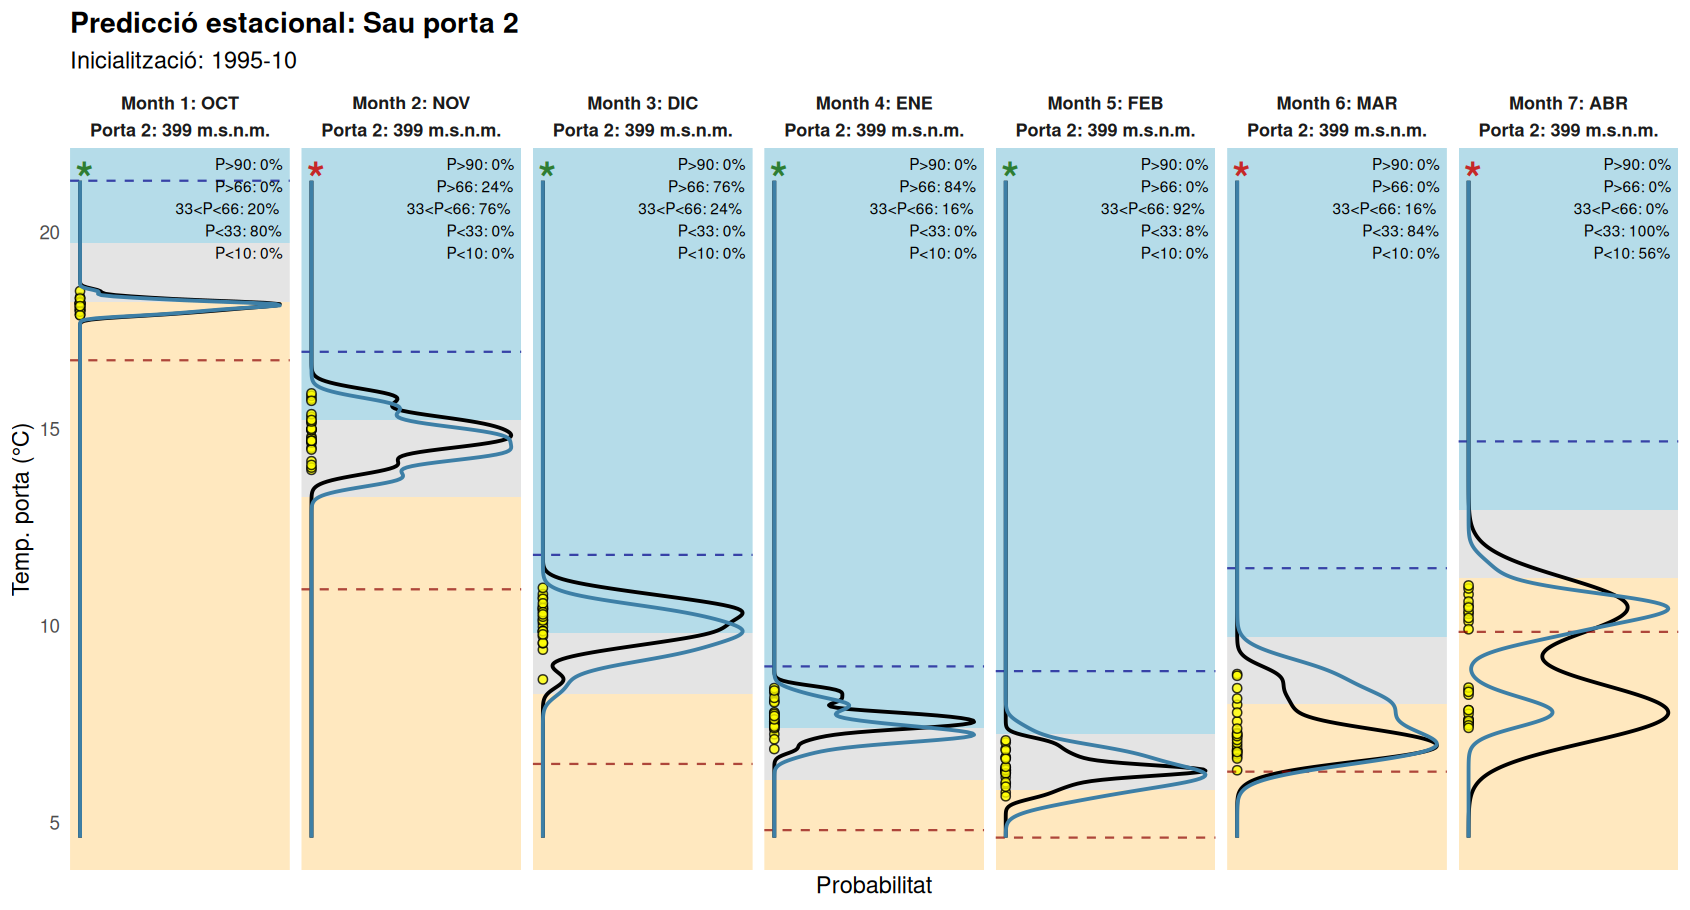 Predicció estacional: Sau porta 2
Inicialització: 1995-10
Month 1: OCT
Porta 2: 399 m.s.n.m.
Month 2: NOV
Porta 2: 399 m.s.n.m.
Month 3: DIC
Porta 2: 399 m.s.n.m.
Month 4: ENE
Porta 2: 399 m.s.n.m.
Month 5: FEB
Porta 2: 399 m.s.n.m.
Month 6: MAR
Porta 2: 399 m.s.n.m.
Month 7: ABR
Porta 2: 399 m.s.n.m.
*
P>90: 0%
P>66: 0%
33<P<66: 20%
P<33: 80%
P<10: 0%
*
P>90: 0%
P>66: 24%
33<P<66: 76%
P<33: 0%
P<10: 0%
*
P>90: 0%
P>66: 76%
33<P<66: 24%
P<33: 0%
P<10: 0%
*
P>90: 0%
P>66: 84%
33<P<66: 16%
P<33: 0%
P<10: 0%
*
P>90: 0%
P>66: 0%
33<P<66: 92%
P<33: 8%
P<10: 0%
*
P>90: 0%
P>66: 0%
33<P<66: 16%
P<33: 84%
P<10: 0%
*
P>90: 0%
P>66: 0%
33<P<66: 0%
P<33: 100%
P<10: 56%
Temp. porta (°C)
20
15
10
5
Probabilitat